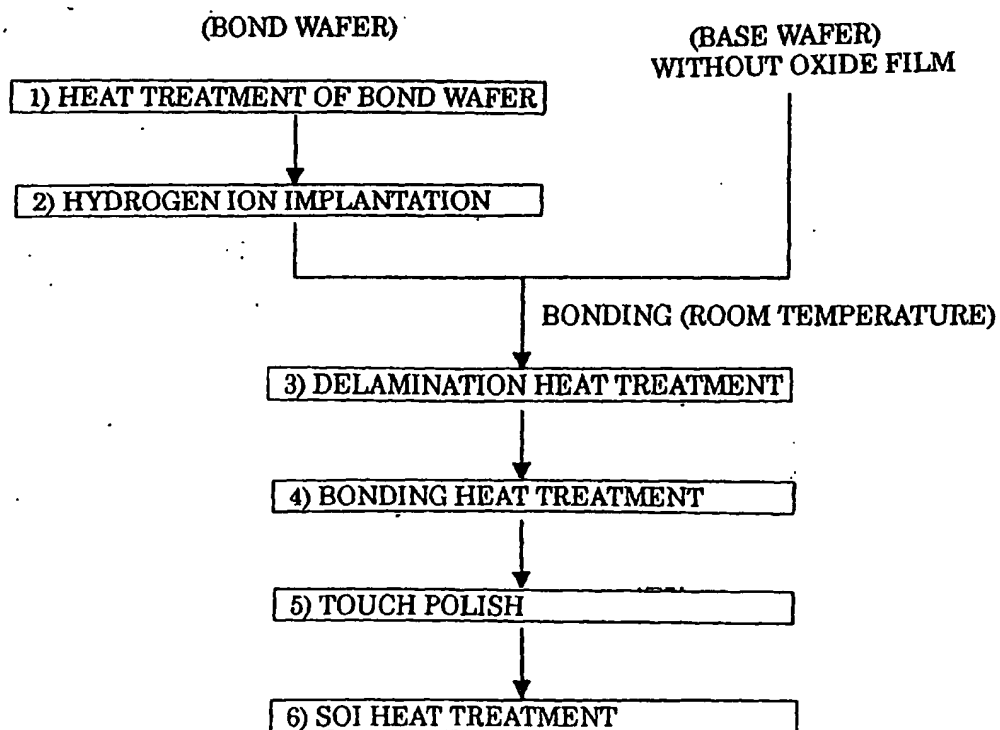 (BOND WAFER)
(BASE WAFER)
WITHOUT OXIDE FILM
1) HEAT TREATMENT OF BOND WAFER
2) HYDROGEN ION IMPLANTATION
BONDING (ROOM TEMPERATURE)
3) DELAMINATION HEAT TREATMENT
4) BONDING HEAT TREATMENT
5) TOUCH POLISH
6) SOI HEAT TREATMENT